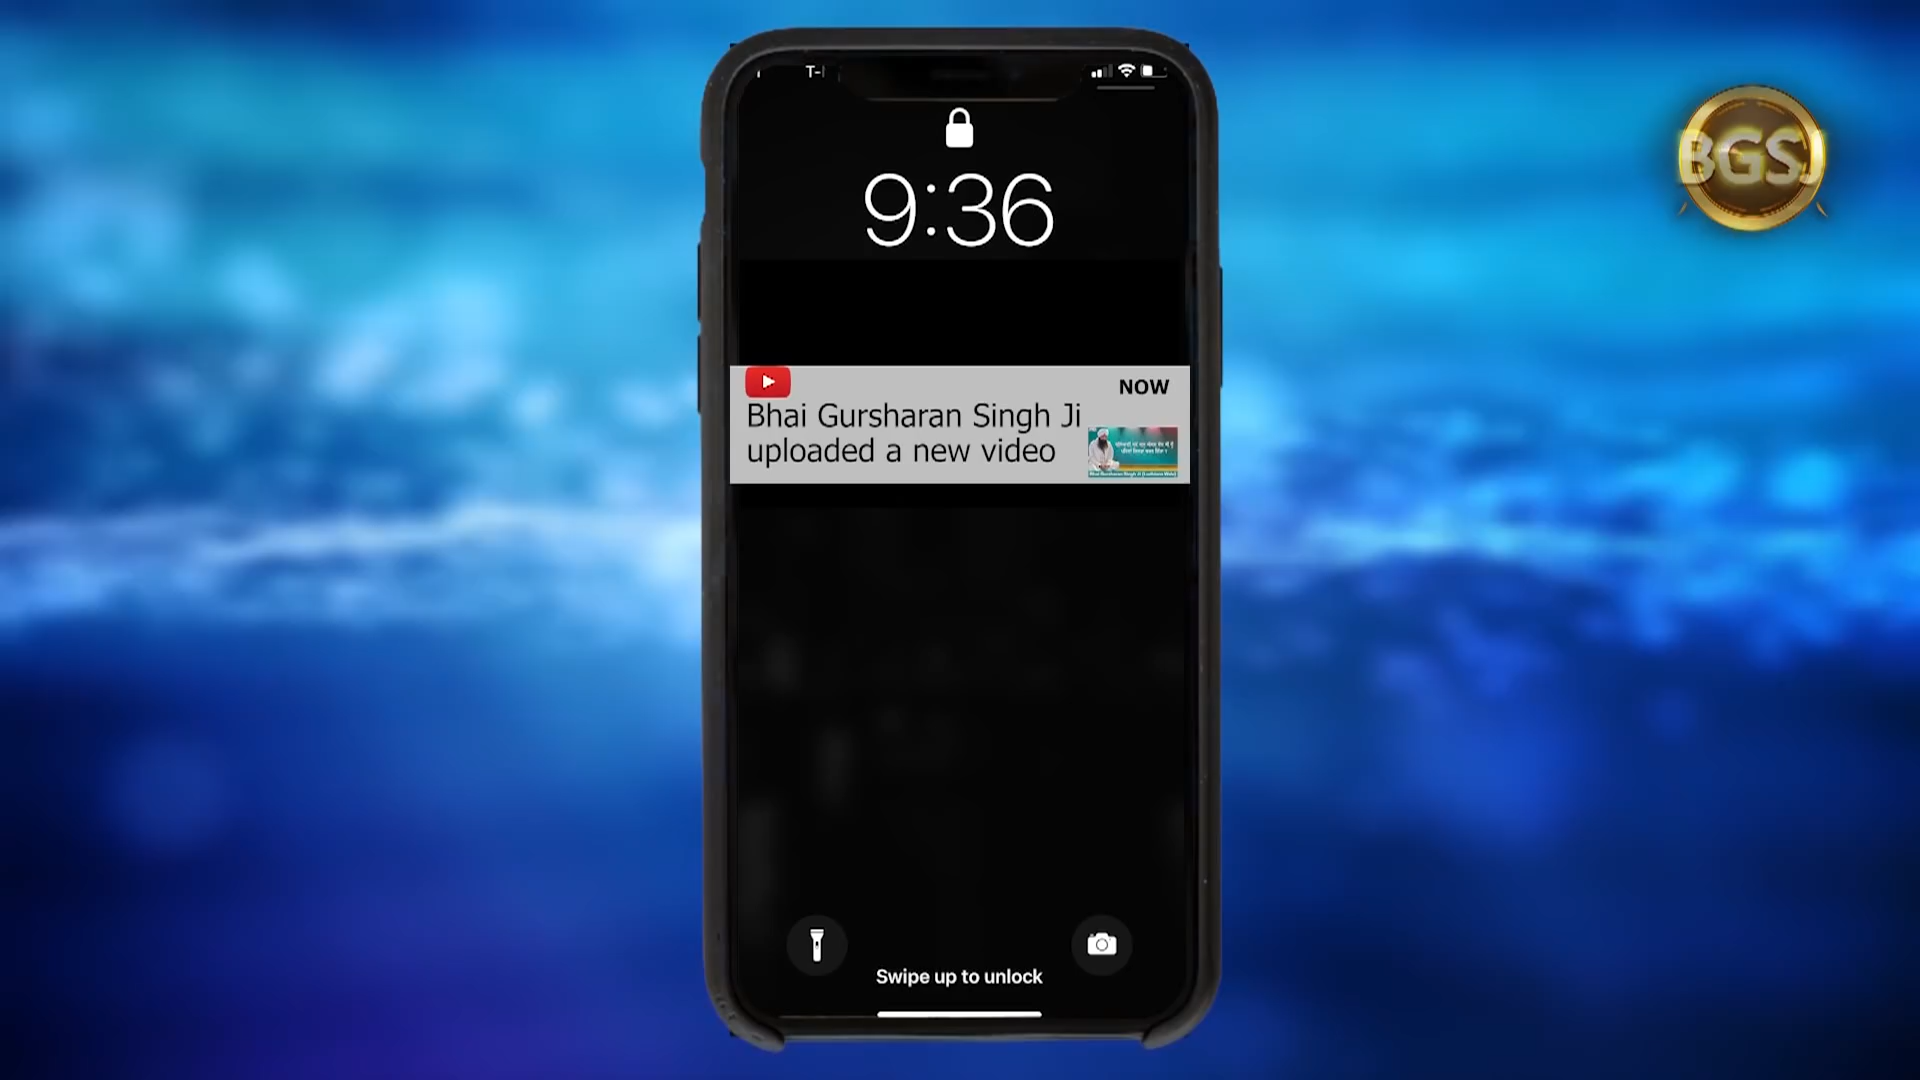 T-
BGSJ
9:36
NOW
Bhai Gursharan Singh Ji
uploaded a new video
Swipe up to unlock